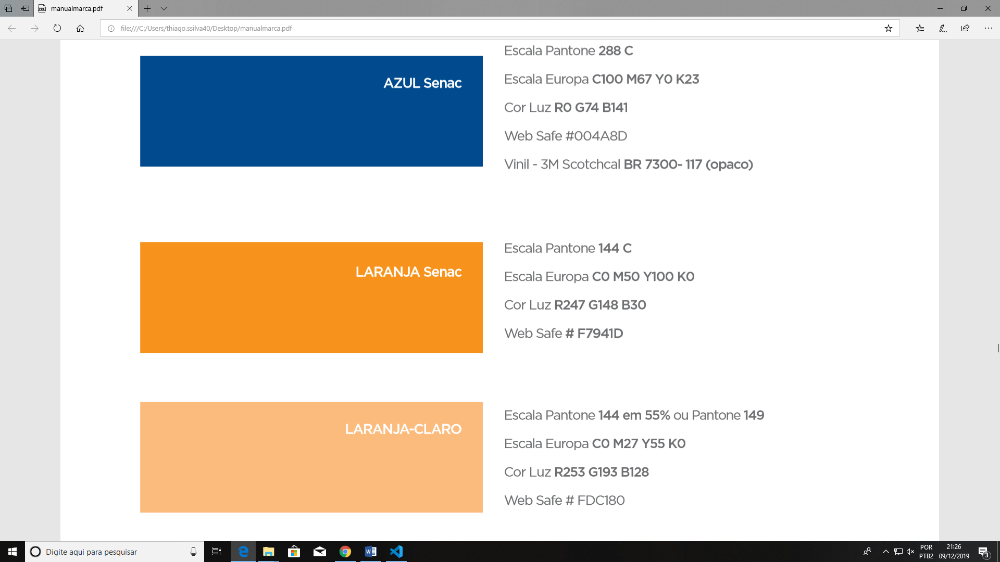 manualmarca.pdf
file:///C:/Users/thiago.ssilva40/Desktop/manualmarca.pdf
AZUL Senac
Escala Pantone 288 C
Escala Europa C100 M67 Y0 K23
Cor Luz R0 G74 B141
Web Safe #004A8D
Vinil - 3M Scotchcal BR 7300- 117 (opaco)
LARANJA Senac
Escala Pantone 144 C
Escala Europa C0 M50 Y100 K0
Cor Luz R247 G148 B30
Web Safe # F7941D
LARANJA-CLARO
Escala Pantone 144 em 55% ou Pantone 149
Escala Europa C0 M27 Y55 K0
Cor Luz R253 G193 B128
Web Safe # FDC180
Digite aqui para pesquisar
POR
PTB2
21:26
09/12/2019
3